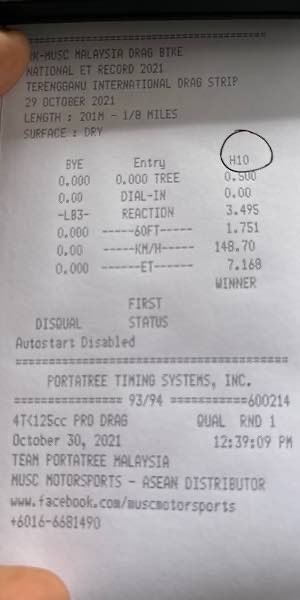 -MUSC MALAYSIA DRAG BIKE
NATIONAL ET RECORD 2021
TERENGGANU INTERNATIONAL DRAG STRIP
29 OCTOBER 2021
LENGTH : 201M - 1/8 MILES
SURFACE : DRY
BYE Entry H10
0.000 0.000 TREE 0.500
0.00 DIAL-IN 0.00
-LB3- REACTION 3.495
0.000 -----60FT----- 1.751
0.00 -----KM/H----- 148.70
0.000 ------ET------ 7.168
WINNER
FIRST
DISQUAL STATUS
Autostart Disabled
PORTATREE TIMING SYSTEMS, INC.
=============== 93/94 ===========600214
4T<125cc PRO DRAG QUAL RND 1
October 30, 2021 12:39:09 PM
TEAM PORTATREE MALAYSIA
MUSC MOTORSPORTS - ASEAN DISTRIBUTOR
www.facebook.com/muscmotorsports
+6016-6681490